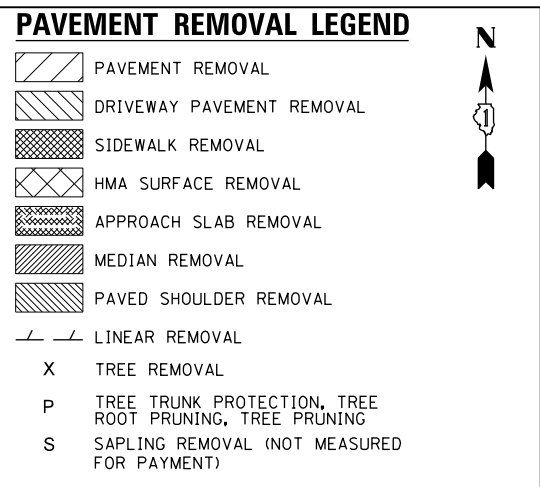 PAVEMENT REMOVAL LEGEND
N
1
PAVEMENT REMOVAL
DRIVEWAY PAVEMENT REMOVAL
SIDEWALK REMOVAL
HMA SURFACE REMOVAL
APPROACH SLAB REMOVAL
MEDIAN REMOVAL
PAVED SHOULDER REMOVAL
LINEAR REMOVAL
X TREE REMOVAL
P TREE TRUNK PROTECTION, TREE
ROOT PRUNING, TREE PRUNING
S SAPLING REMOVAL (NOT MEASURED
FOR PAYMENT)